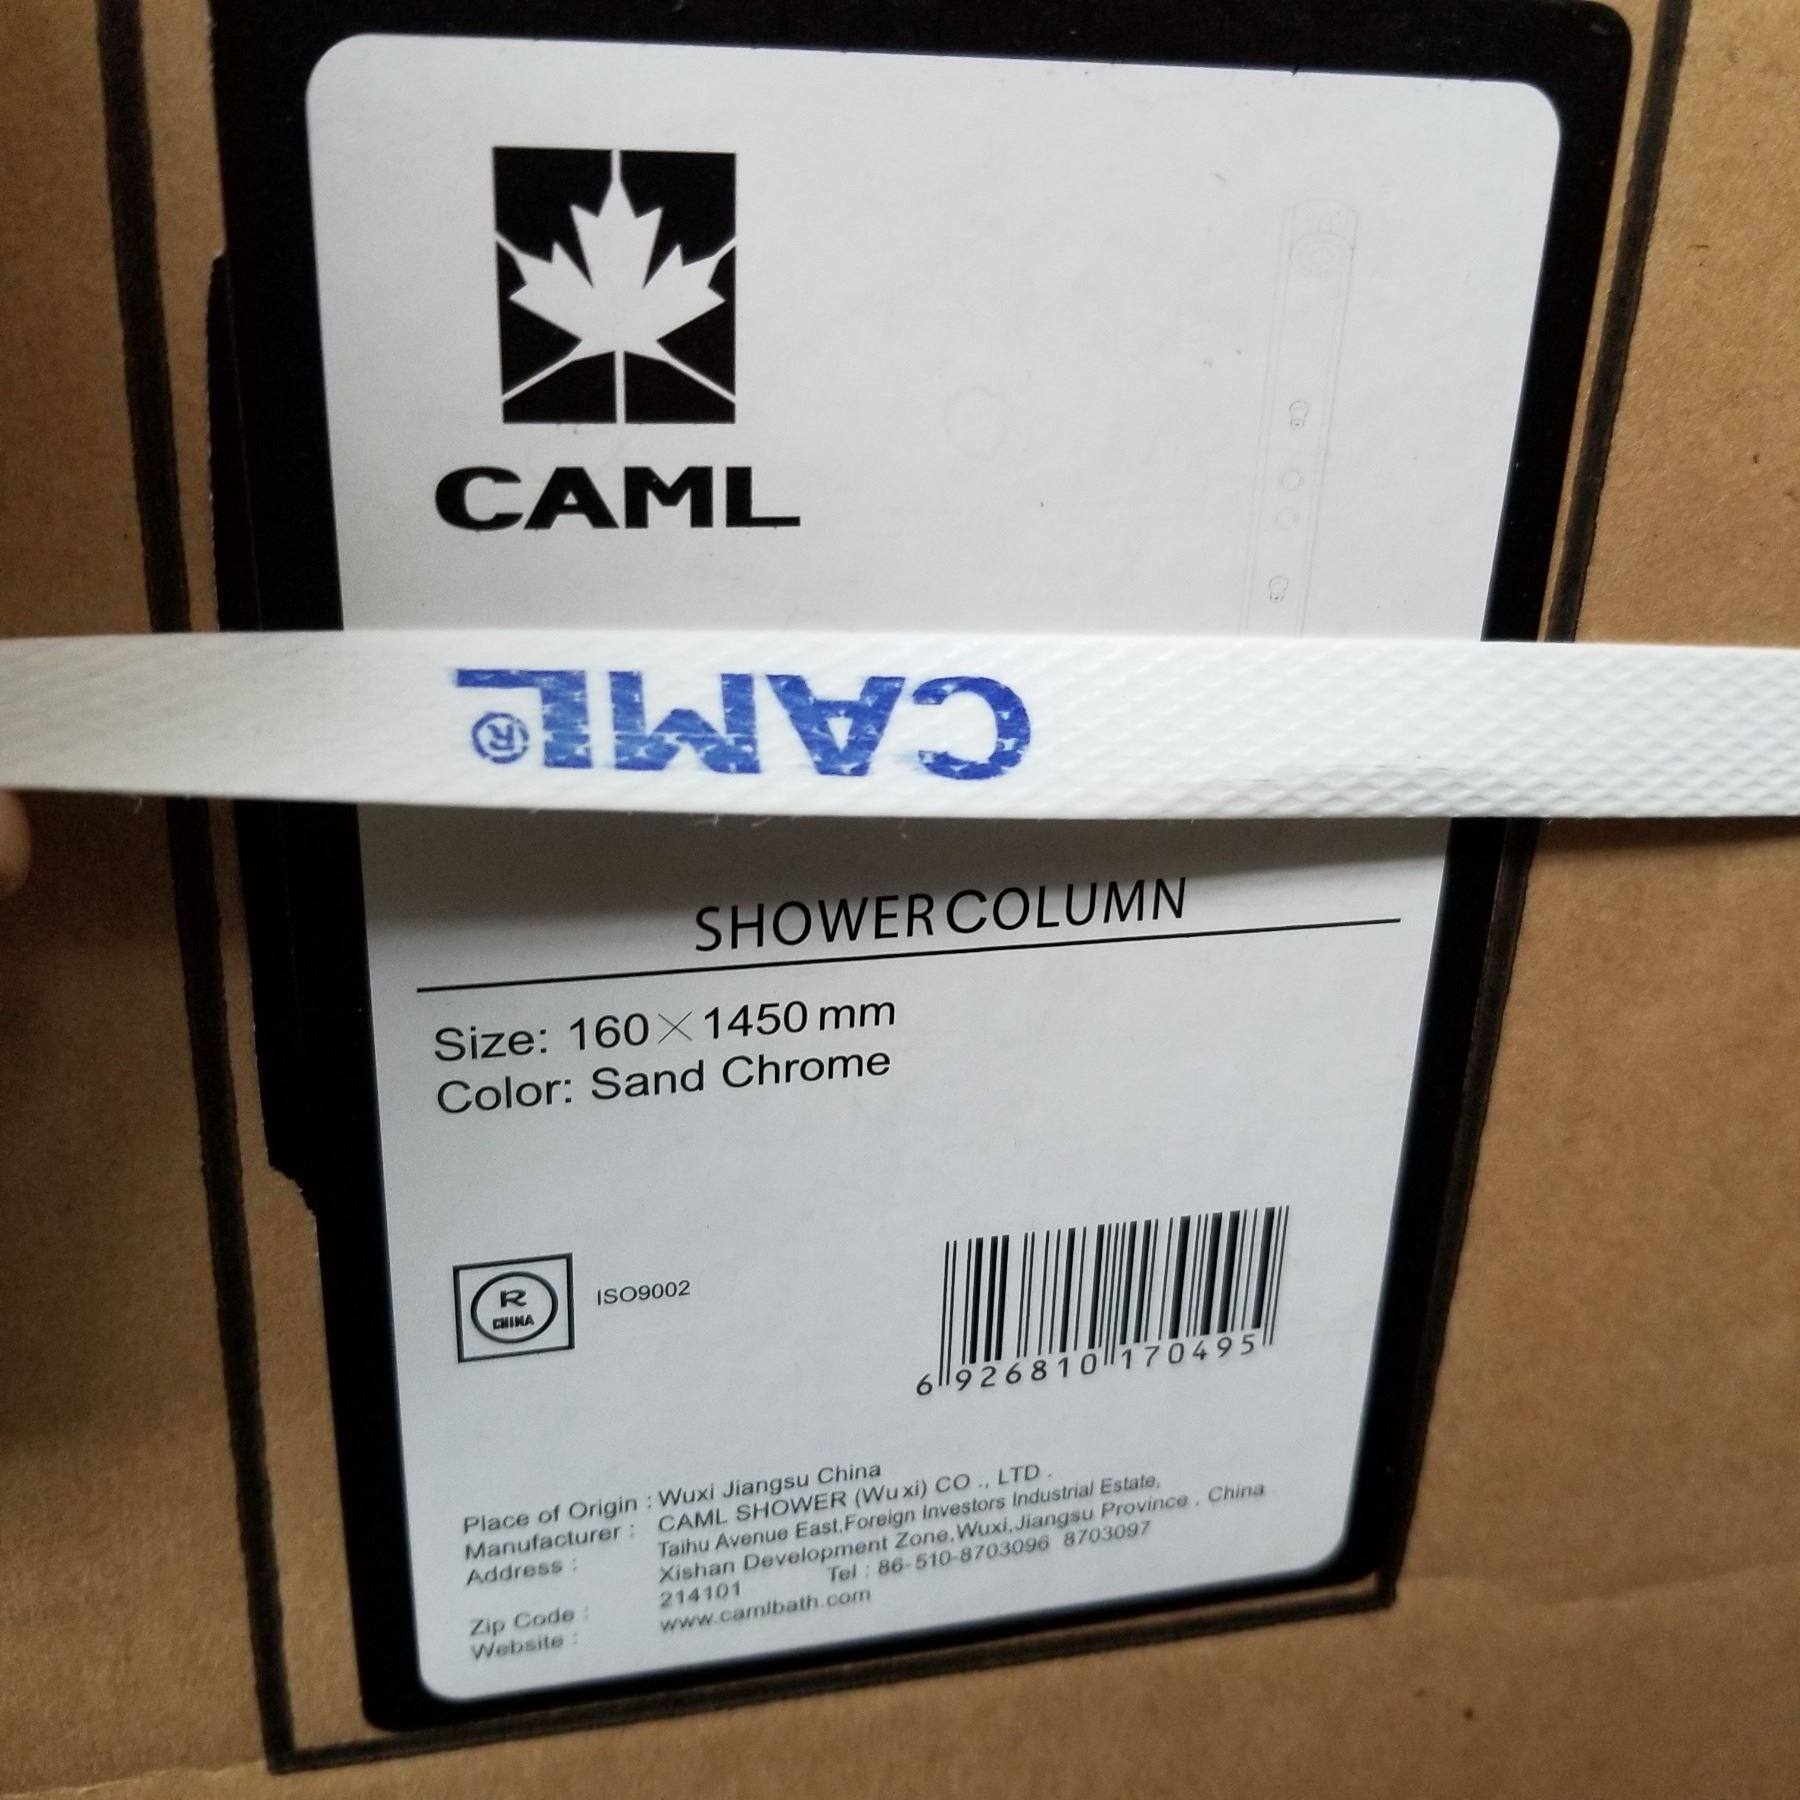 CAML
CAML®
SHOWER COLUMN
Size: 160×1450 mm
Color: Sand Chrome
R
CHINA
ISO9002
6 926810 170495
Place of Origin : Wuxi Jiangsu China
Manufacturer : CAML SHOWER (Wuxi) CO ., LTD .
Address : Taihu Avenue East,Foreign Investors Industrial Estate,
Xishan Development Zone,Wuxi,Jiangsu Province , China
Zip Code : 214101 Tel : 86-510-8703096 8703097
Website : www.camlbath.com